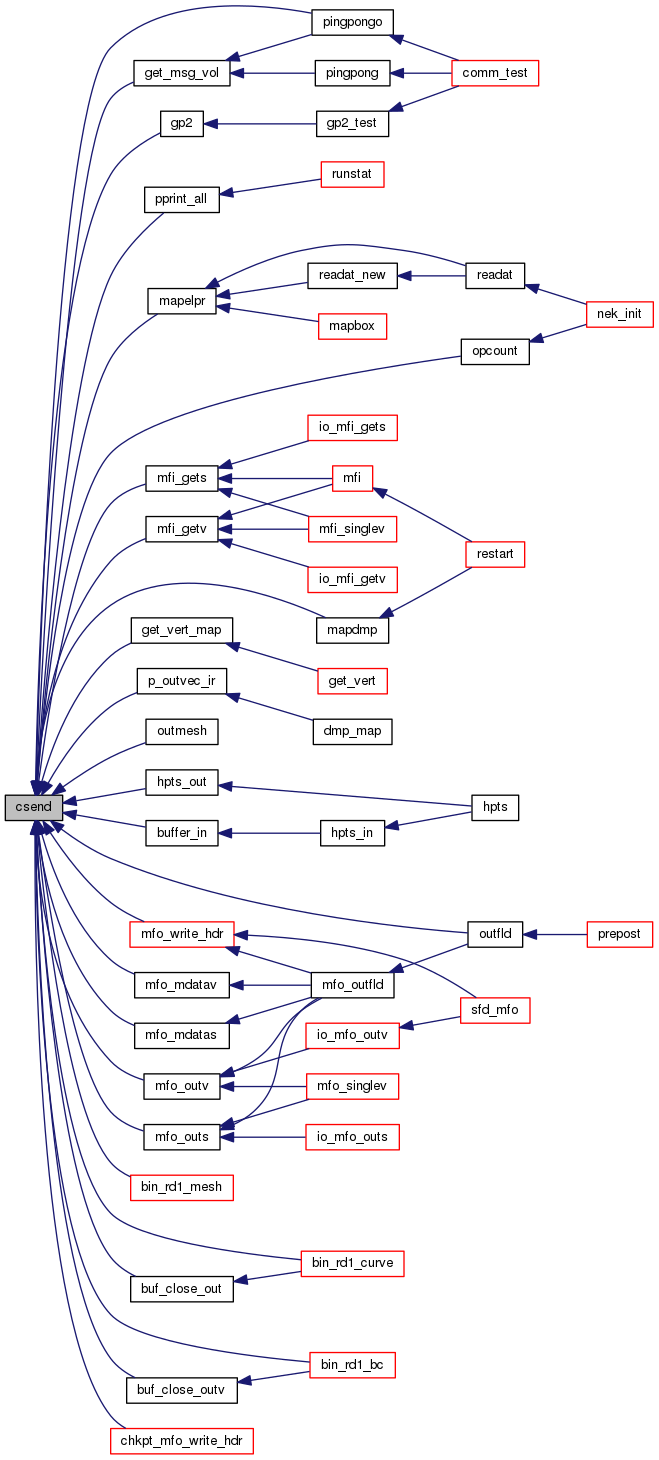 pingpongo
get_msg_vol
pingpong
comm_test
gp2
gp2_test
runstat
pprint_all
readat_new
readat
mapelpr
nek_init
mapbox
opcount
io_mfi_gets
mfi_gets
mfi
mfi_getv
mfi_singlev
restart
io_mfi_getv
get_vert_map
mapdmp
p_outvec_ir
get_vert
outmesh
dmp_map
hpts_out
csend
hpts
buffer_in
hpts_in
mfo_write_hdr
outfld
prepost
mfo_mdatav
mfo_outfld
sfd_mfo
mfo_mdatas
io_mfo_outv
mfo_outv
mfo_singlev
mfo_outs
io_mfo_outs
bin_rd1_mesh
bin_rd1_curve
buf_close_out
bin_rd1_bc
buf_close_outv
chkpt_mfo_write_hdr